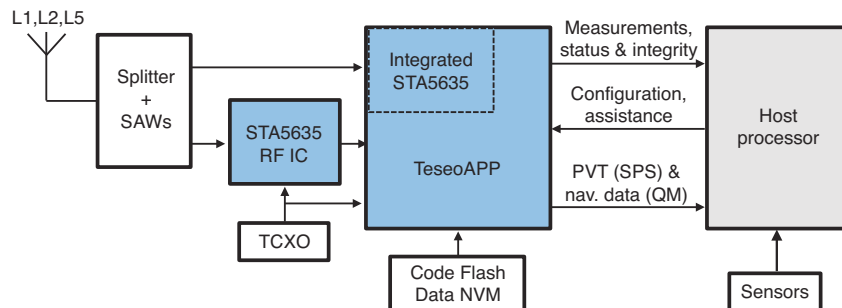 L1,L2,L5
Splitter
+
SAWs
STA5635
RF IC
TCXO
Integrated
STA5635
TeseoAPP
Code Flash
Data NVM
Measurements,
status & integrity
Configuration,
assistance
PVT (SPS) &
nav. data (QM)
Host
processor
Sensors